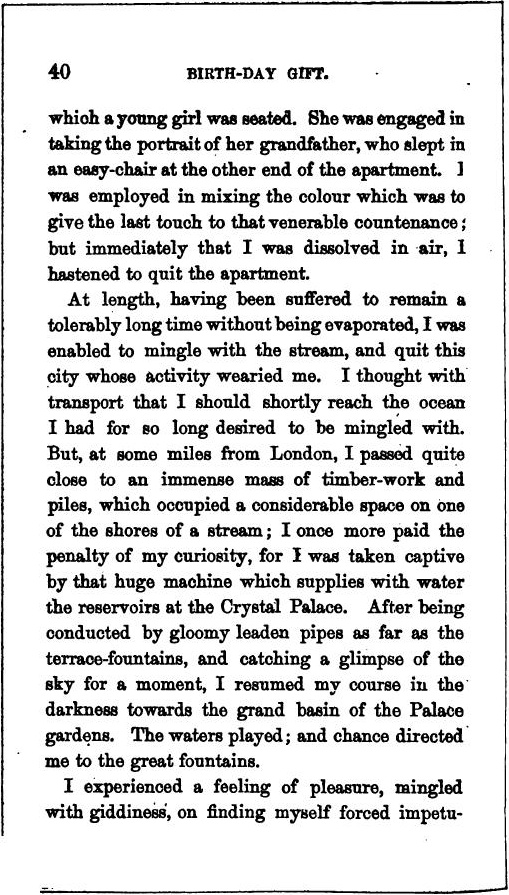 40 BIRTH-DAY GIFT.
which a young girl was seated. She was engaged in
taking the portrait of her grandfather, who slept in
an easy-chair at the other end of the apartment. I
was employed in mixing the colour which was to
give the last touch to that venerable countenance;
but immediately that I was dissolved in air, I
hastened to quit the apartment.
At length, having been suffered to remain a
tolerably long time without being evaporated, I was
enabled to mingle with the stream, and quit this
city whose activity wearied me. I thought with
transport that I should shortly reach the ocean
I had for so long desired to be mingled with.
But, at some miles from London, I passed quite
close to an immense mass of timber-work and
piles, which occupied a considerable space on one
of the shores of a stream; I once more paid the
penalty of my curiosity, for I was taken captive
by that huge machine which supplies with water
the reservoirs at the Crystal Palace. After being
conducted by gloomy leaden pipes as far as the
terrace-fountains, and catching a glimpse of the
sky for a moment, I resumed my course in the
darkness towards the grand basin of the Palace
gardens. The waters played; and chance directed
me to the great fountains.
I experienced a feeling of pleasure, mingled
with giddiness, on finding myself forced impetu-